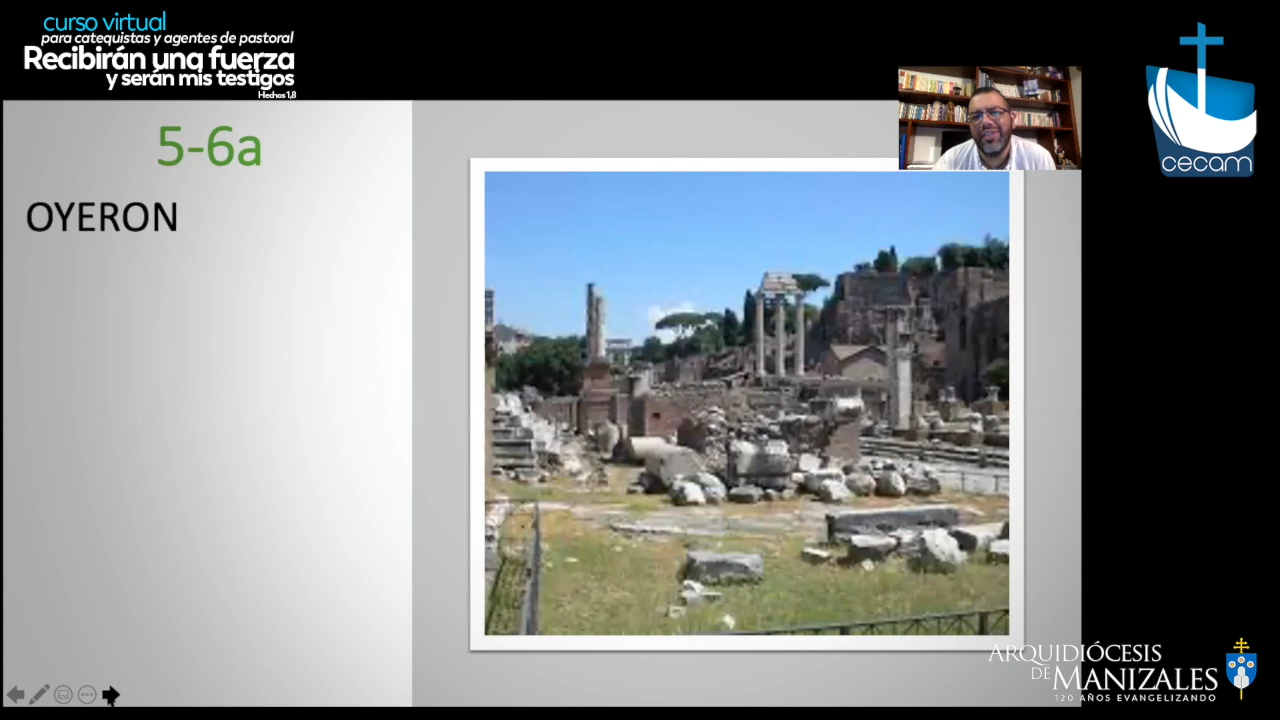 curso virtual
para catequistas y agentes de pastoral
Recibirán una fuerza
y serán mis testigos
Hechos 1,8
cecam
5-6a
OYERON
ARQUIDIÓCESIS
DE MANIZALES
120 AÑOS EVANGELIZANDO